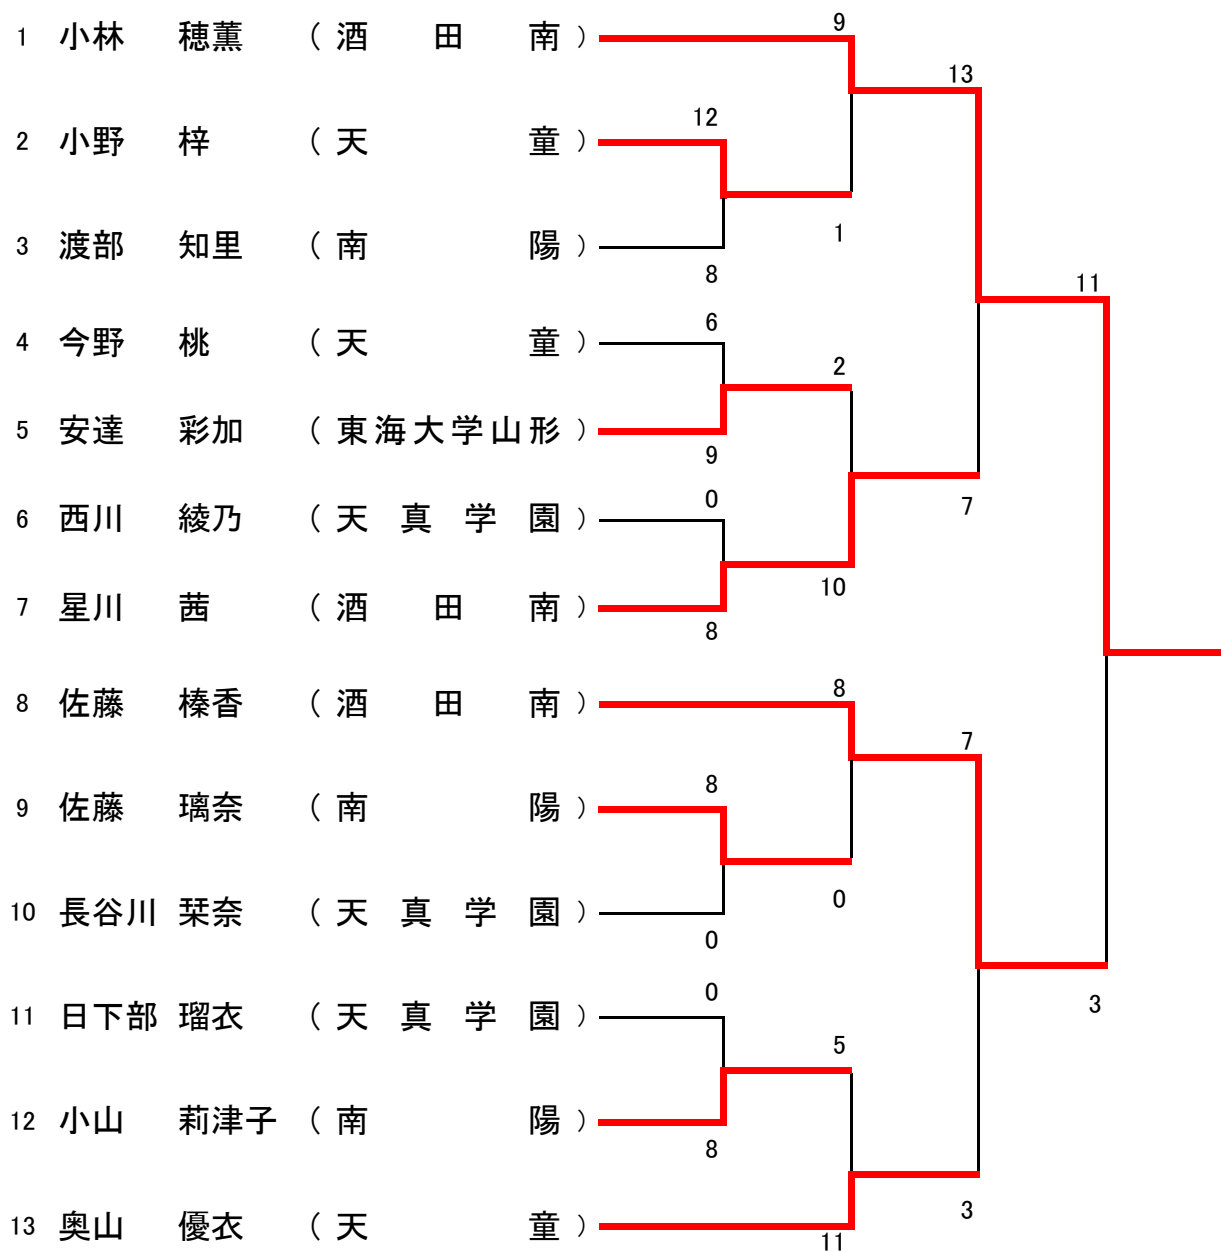 9
1 小林 穂薫 （ 酒田南 ）
13
12
2 小野 梓 （ 天童 ）
1
3 渡部 知里 （ 南陽 ）
8
11
6
4 今野 桃 （ 天童 ）
2
5 安達 彩加 （ 東海大学山形 ）
9
0
7
6 西川 綾乃 （ 天真学園 ）
10
7 星川 茜 （ 酒田南 ）
8
8
8 佐藤 榛香 （ 酒田南 ）
7
8
9 佐藤 璃奈 （ 南陽 ）
0
10 長谷川 栞奈 （ 天真学園 ）
0
0
3
11 日下部 瑠衣 （ 天真学園 ）
5
12 小山 莉津子 （ 南陽 ）
8
3
13 奥山 優衣 （ 天童 ）
11